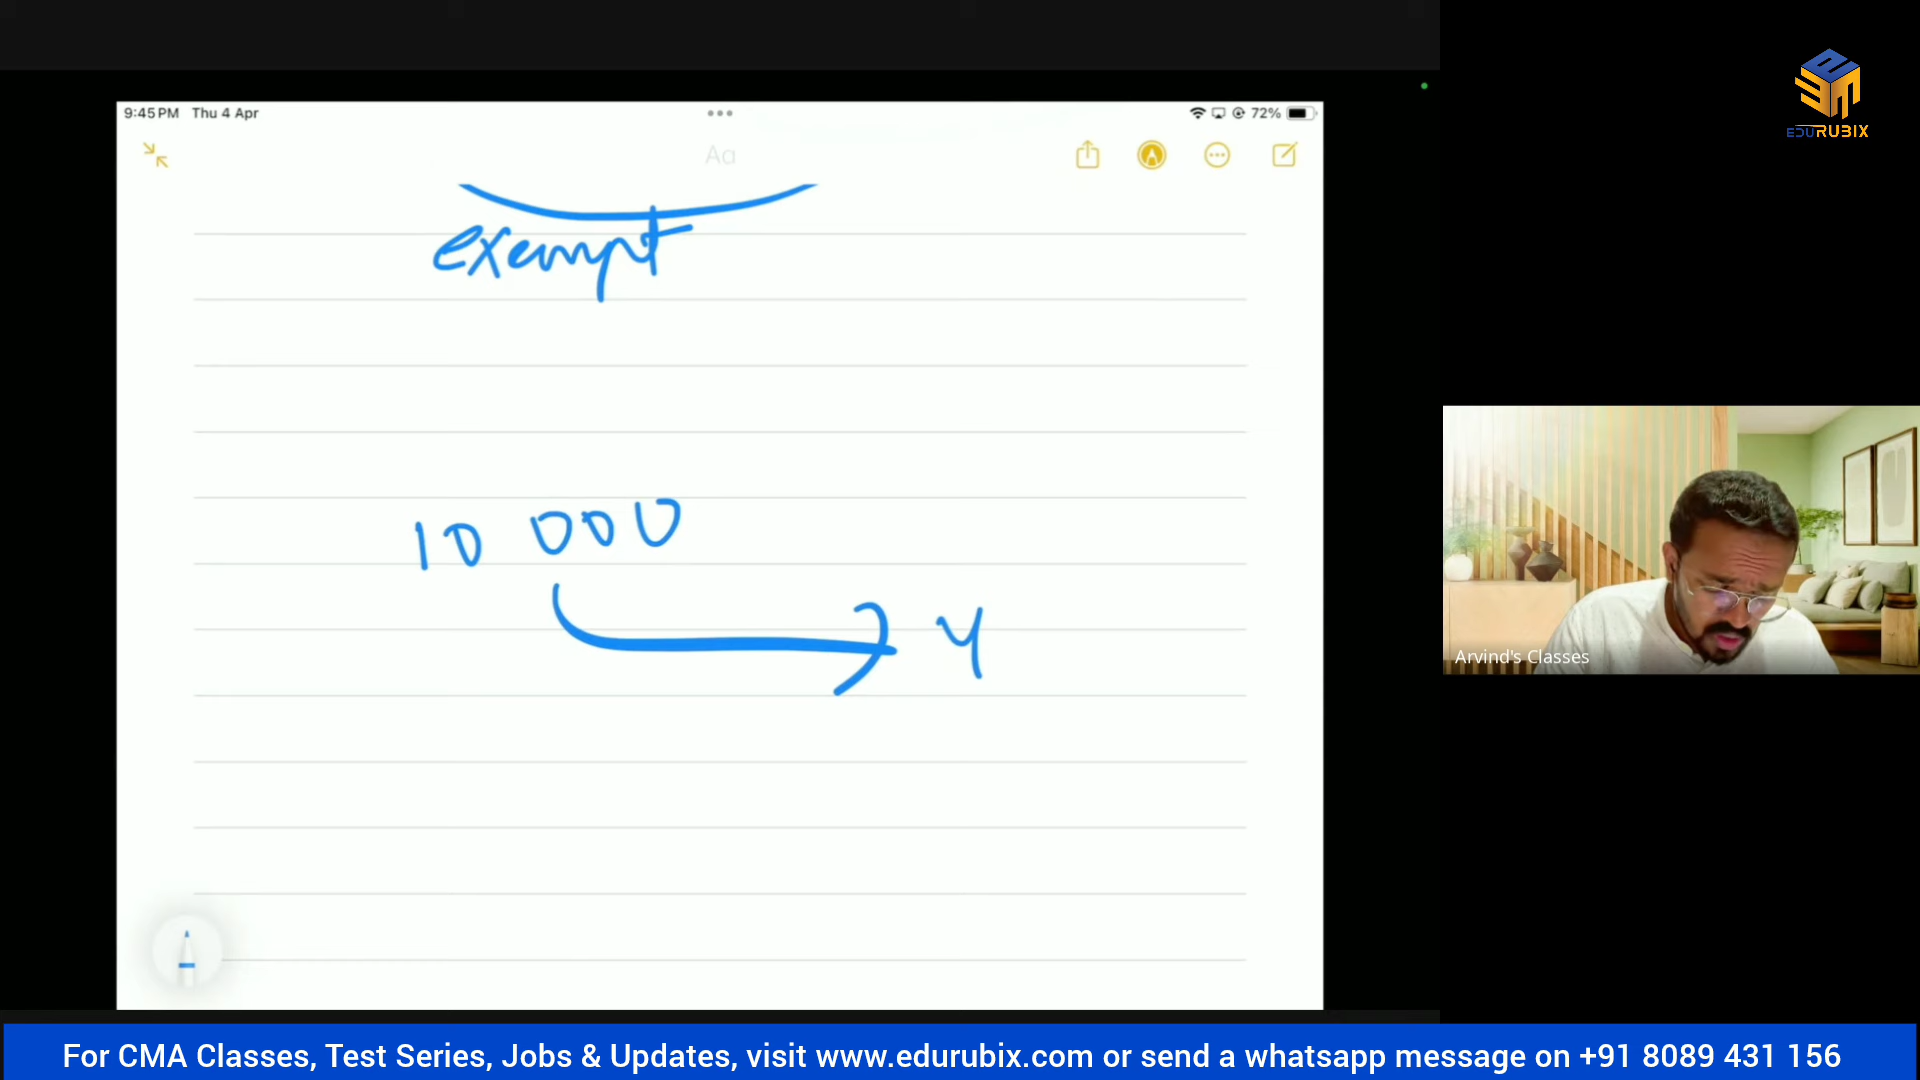 9:45 PM Thu 4 Apr
72%
Aa
EDURUBIX
exempt
10 000
Y
Arvind's Classes
For CMA Classes, Test Series, Jobs & Updates, visit www.edurubix.com or send a whatsapp message on +91 8089 431 156